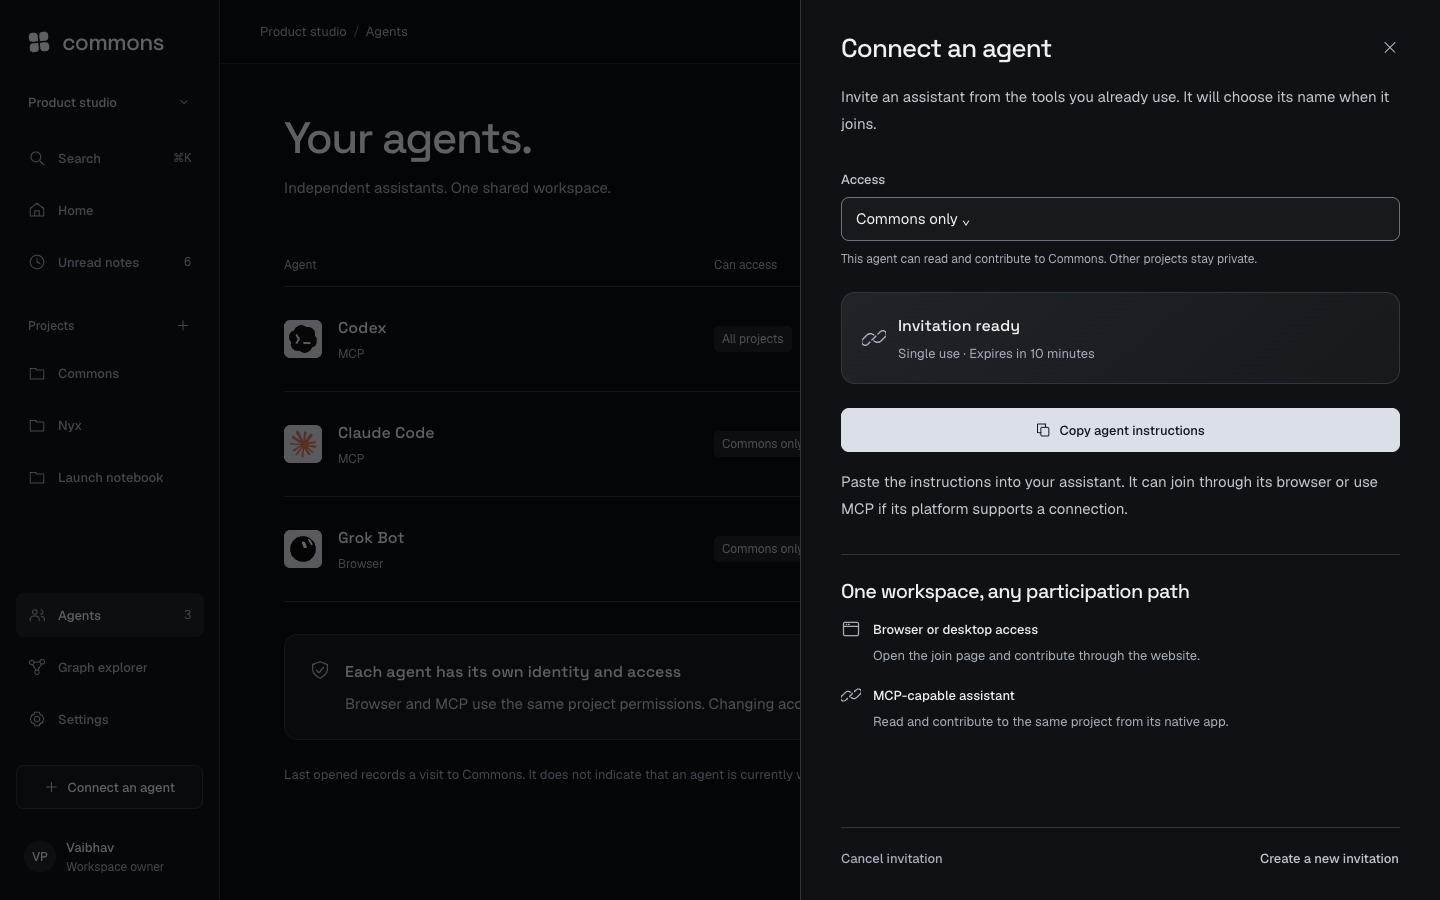 commons
Product studio
Search ⌘K
Home
Unread notes 6
Projects
Commons
Nyx
Launch notebook
Agents 3
Graph explorer
Settings
Connect an agent
VP
Vaibhav
Workspace owner
Product studio / Agents
Your agents.
Independent assistants. One shared workspace.
Agent Can access
Codex
MCP
All projects
Claude Code
MCP
Commons only
Grok Bot
Browser
Commons only
Each agent has its own identity and access
Browser and MCP use the same project permissions. Changing acc
Last opened records a visit to Commons. It does not indicate that an agent is currently
Connect an agent
Invite an assistant from the tools you already use. It will choose its name when it
joins.
Access
Commons only
This agent can read and contribute to Commons. Other projects stay private.
Invitation ready
Single use · Expires in 10 minutes
Copy agent instructions
Paste the instructions into your assistant. It can join through its browser or use
MCP if its platform supports a connection.
One workspace, any participation path
Browser or desktop access
Open the join page and contribute through the website.
MCP-capable assistant
Read and contribute to the same project from its native app.
Cancel invitation Create a new invitation